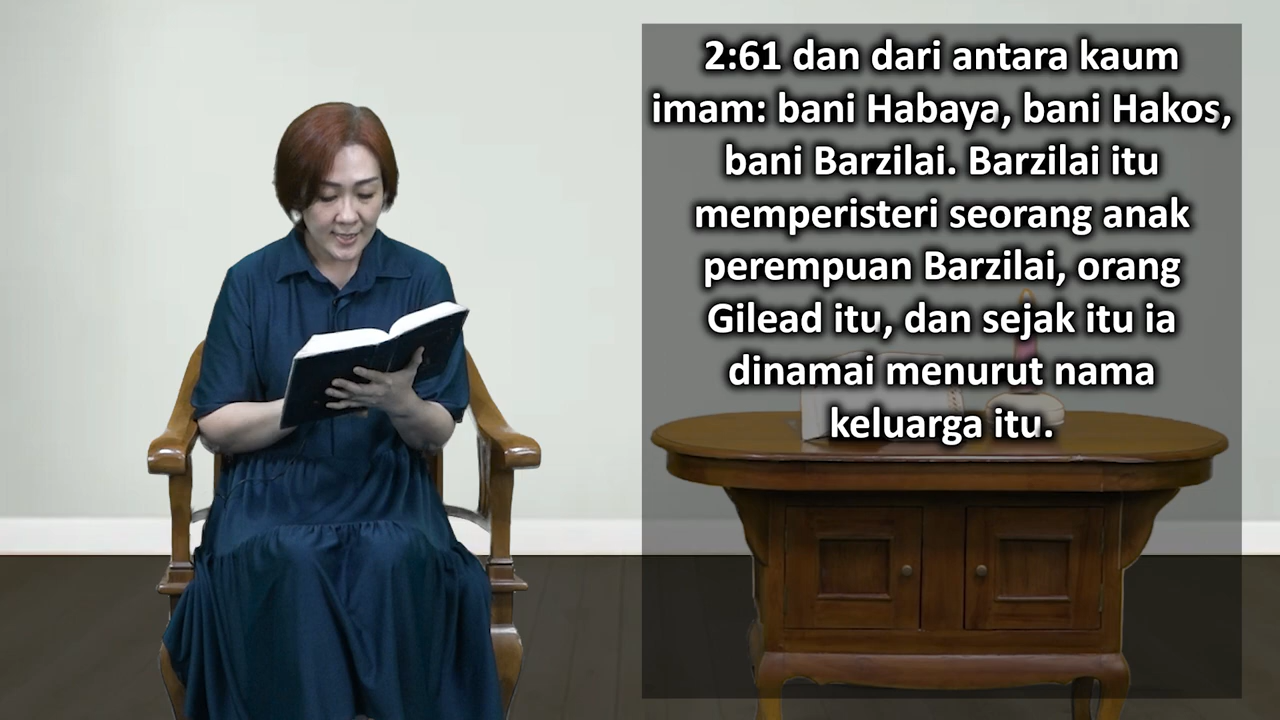 2:61 dan dari antara kaum
imam: bani Habaya, bani Hakos,
bani Barzilai. Barzilai itu
memperisteri seorang anak
perempuan Barzilai, orang
Gilead itu, dan sejak itu ia
dinamai menurut nama
keluarga itu.